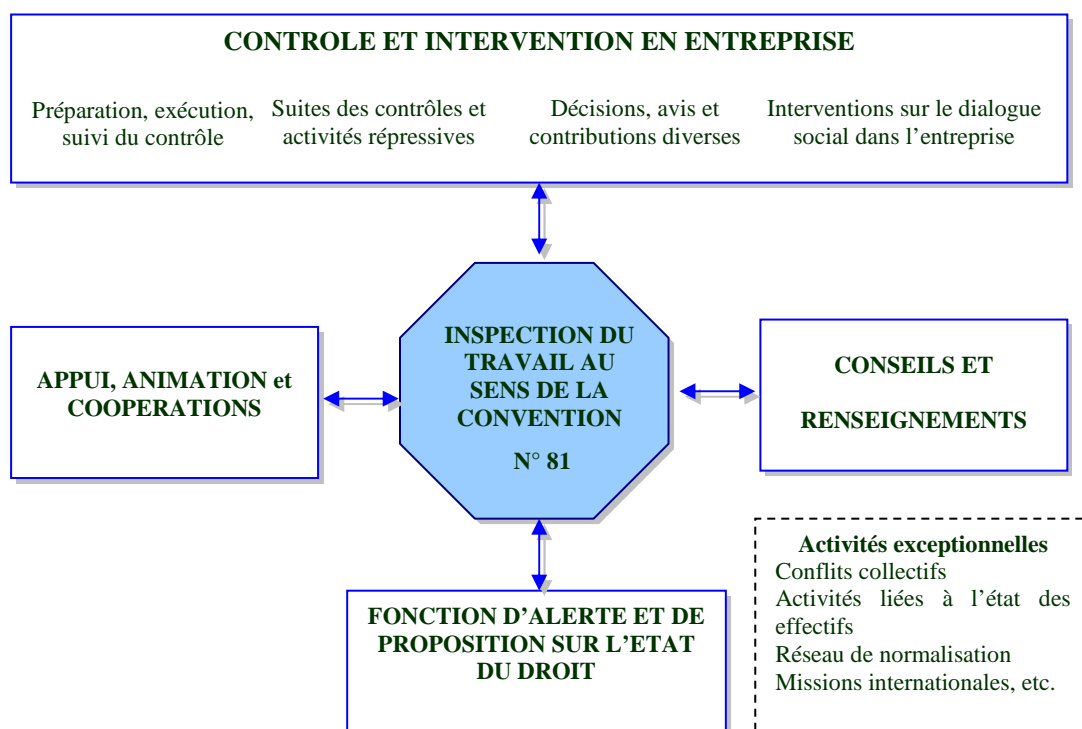 CONTROLE ET INTERVENTION EN ENTREPRISE
Préparation, exécution,
suivi du contrôle
Suites des contrôles et
activités répressives
Décisions, avis et
contributions diverses
Interventions sur le dialogue
social dans l’entreprise
APPUI, ANIMATION et
COOPERATIONS
INSPECTION DU
TRAVAIL AU
SENS DE LA
CONVENTION
N° 81
CONSEILS ET
RENSEIGNEMENTS
FONCTION D’ALERTE ET DE
PROPOSITION SUR L’ETAT
DU DROIT
Activités exceptionnelles
Conflits collectifs
Activités liées à l’état des
effectifs
Réseau de normalisation
Missions internationales, etc.